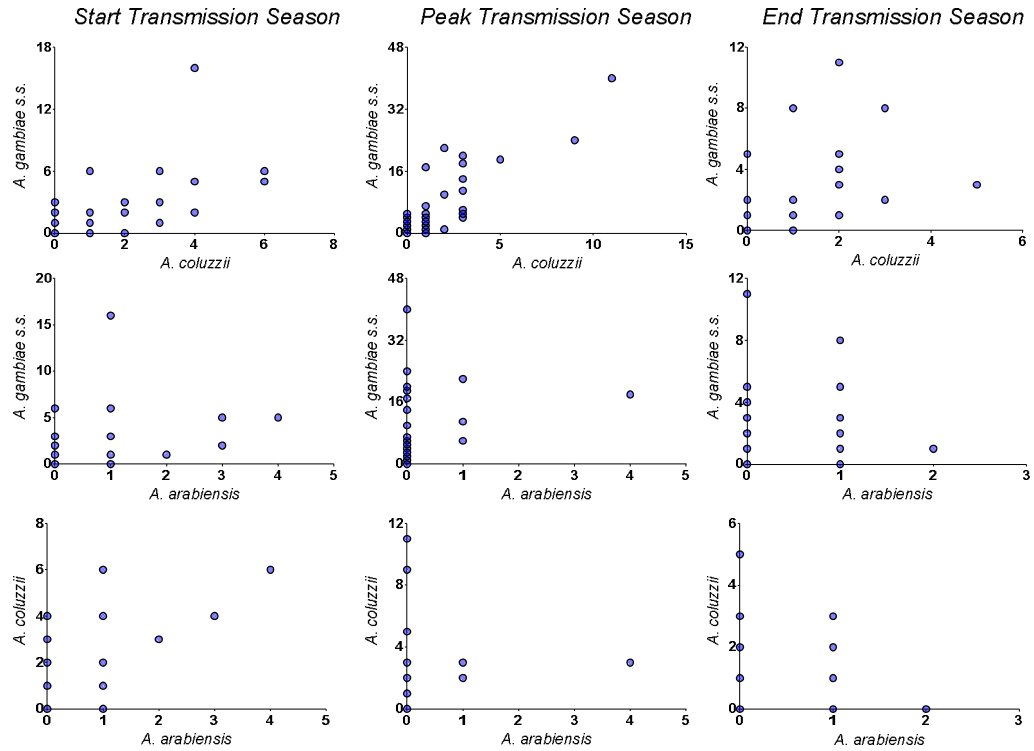 Start Transmission Season
Peak Transmission Season
End Transmission Season
18
12
6
0
A. gambiae s.s.
0 2 4 6 8
A. coluzzii
48
32
16
0
A. gambiae s.s.
0 5 10 15
A. coluzzii
12
8
4
0
A. gambiae s.s.
0 2 4 6
A. coluzzii
20
15
10
5
0
A. gambiae s.s.
0 1 2 3 4 5
A. arabiensis
48
32
16
0
A. gambiae s.s.
0 1 2 3 4 5
A. arabiensis
12
8
4
0
A. gambiae s.s.
0 1 2 3
A. arabiensis
8
6
4
2
0
A. coluzzii
0 1 2 3 4 5
A. arabiensis
12
8
4
0
A. coluzzii
0 1 2 3 4 5
A. arabiensis
6
4
2
0
A. coluzzii
0 1 2 3
A. arabiensis